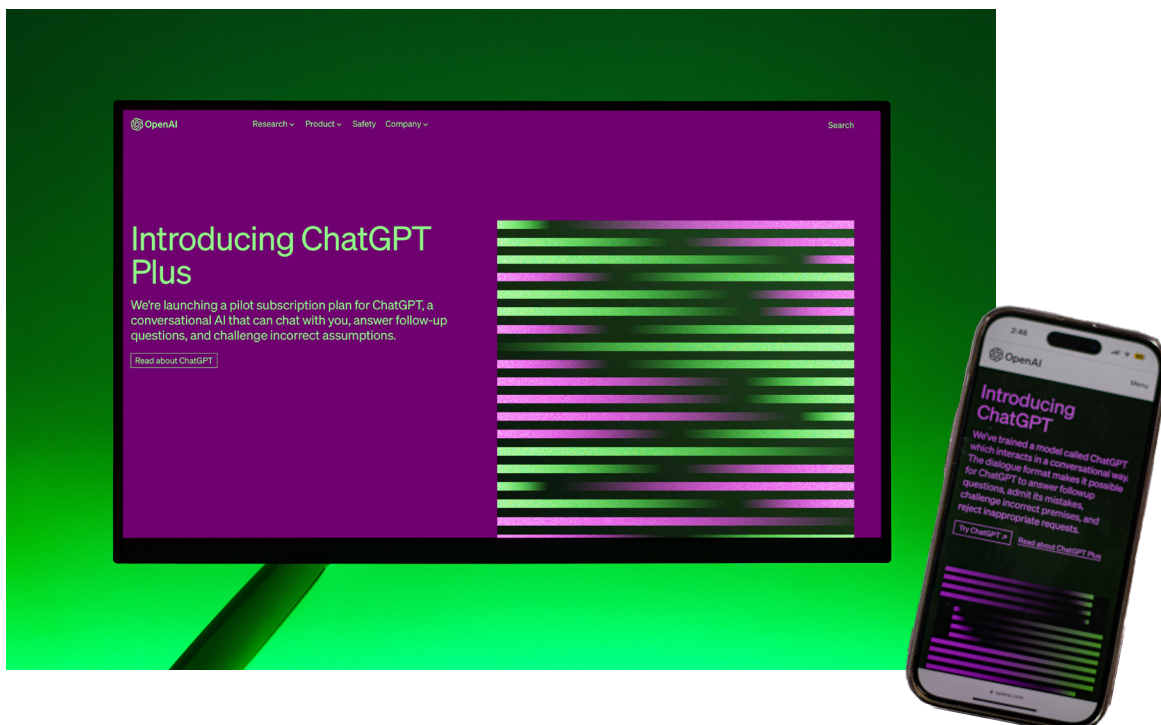 OpenAI
Research Product Safety Company
Search
Introducing ChatGPT
Plus
We're launching a pilot subscription plan for ChatGPT, a
conversational AI that can chat with you, answer follow-up
questions, and challenge incorrect assumptions.
Read about ChatGPT
2:46
OpenAI
Menu
Introducing
ChatGPT
We've trained a model called ChatGPT
which interacts in a conversational way.
The dialogue format makes it possible
for ChatGPT to answer followup
questions, admit its mistakes,
challenge incorrect premises, and
reject inappropriate requests.
Try ChatGPT ↗ Read about ChatGPT Plus
openai.com